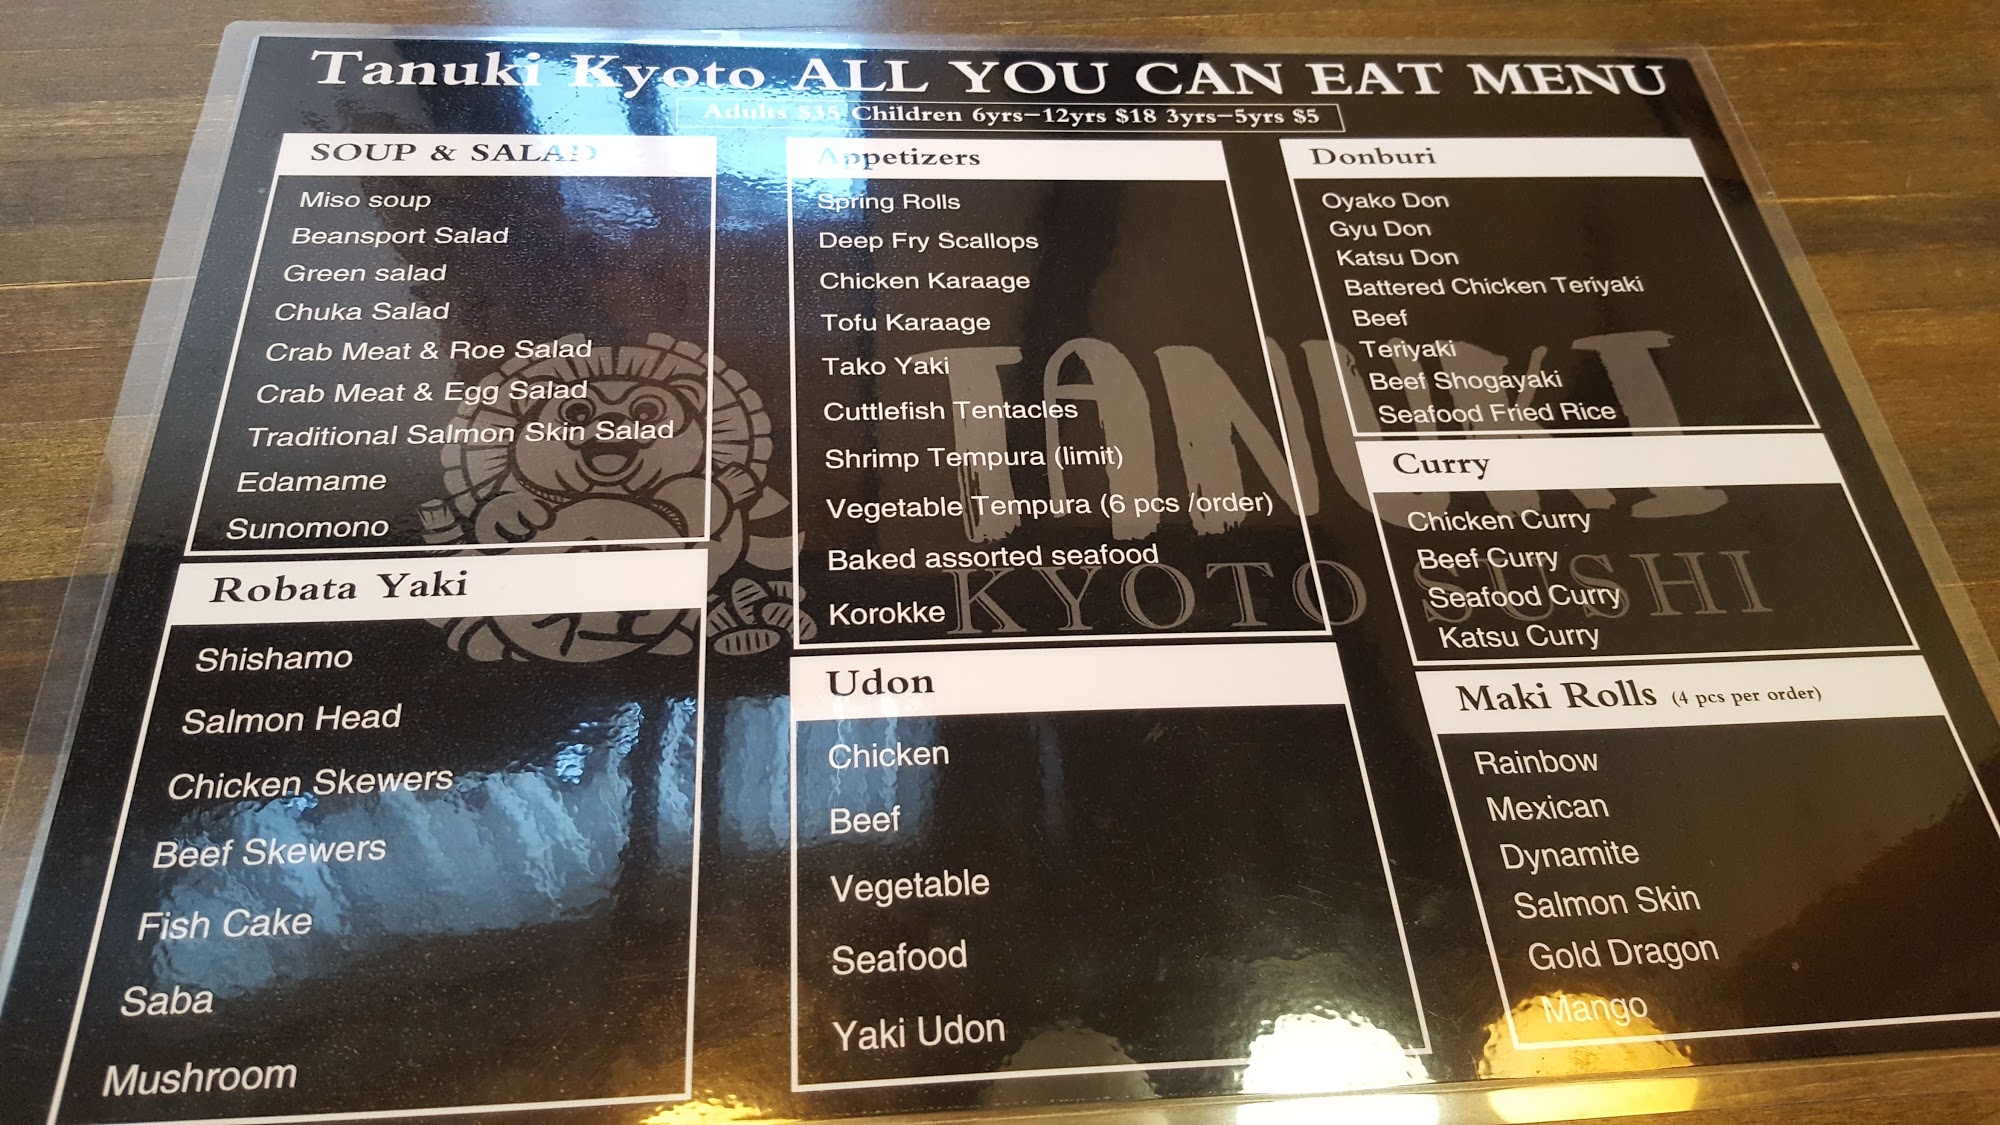 Tanuki Kyoto ALL YOU CAN EAT MENU
Adults $35 Children 6yrs-12yrs $18 3yrs-5yrs $5
SOUP & SALAD
Miso soup
Beansport Salad
Green salad
Chuka Salad
Crab Meat & Roe Salad
Crab Meat & Egg Salad
Traditional Salmon Skin Salad
Edamame
Sunomono
Robata Yaki
Shishamo
Salmon Head
Chicken Skewers
Beef Skewers
Fish Cake
Saba
Mushroom
Appetizers
Spring Rolls
Deep Fry Scallops
Chicken Karaage
Tofu Karaage
Tako Yaki
Cuttlefish Tentacles
Shrimp Tempura (limit)
Vegetable Tempura (6 pcs /order)
Baked assorted seafood
Korokke
Udon
Chicken
Beef
Vegetable
Seafood
Yaki Udon
Donburi
Oyako Don
Gyu Don
Katsu Don
Battered Chicken Teriyaki
Beef
Teriyaki
Beef Shogayaki
Seafood Fried Rice
Curry
Chicken Curry
Beef Curry
Seafood Curry
Katsu Curry
Maki Rolls (4 pcs per order)
Rainbow
Mexican
Dynamite
Salmon Skin
Gold Dragon
Mango
TANUKI
KYOTO SUSHI